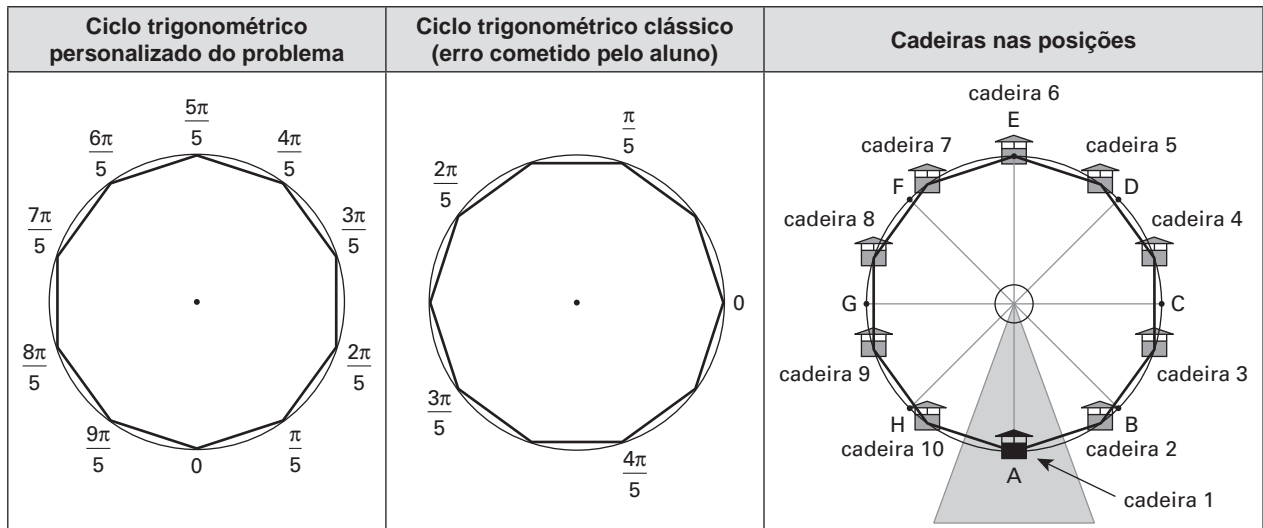 Ciclo trigonométrico
personalizado do problema
Ciclo trigonométrico clássico
(erro cometido pelo aluno)
Cadeiras nas posições
5π/5
6π/5
4π/5
7π/5
3π/5
8π/5
2π/5
9π/5
π/5
0
π/5
2π/5
0
3π/5
4π/5
cadeira 6
E
cadeira 7
cadeira 5
F
D
cadeira 8
cadeira 4
G
C
cadeira 9
cadeira 3
H
B
cadeira 10
cadeira 2
A
cadeira 1